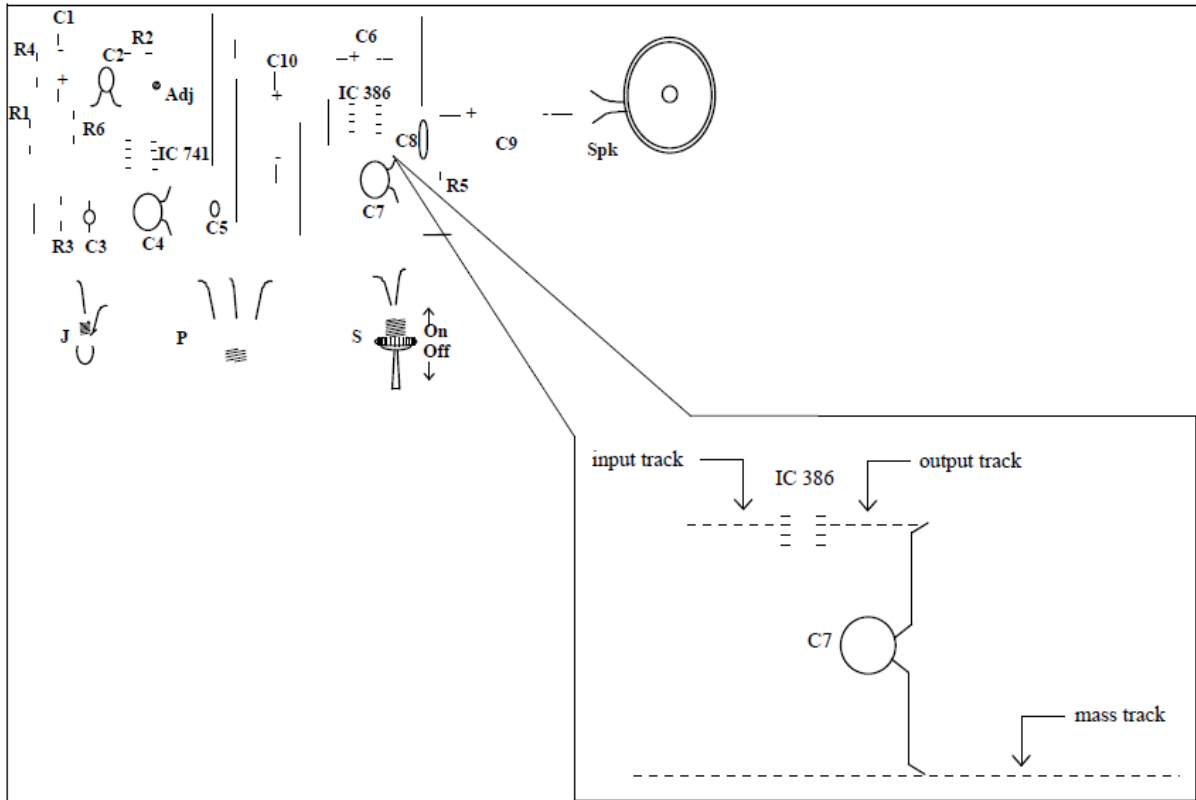 C1
R4
C2
R2
C6
C10
+
+
Adj
IC 386
+
+
R1
R6
IC 741
C8
C9
Spk
R5
C7
R3
C3
C4
C5
J
P
S
On
Off
input track
IC 386
output track
C7
mass track